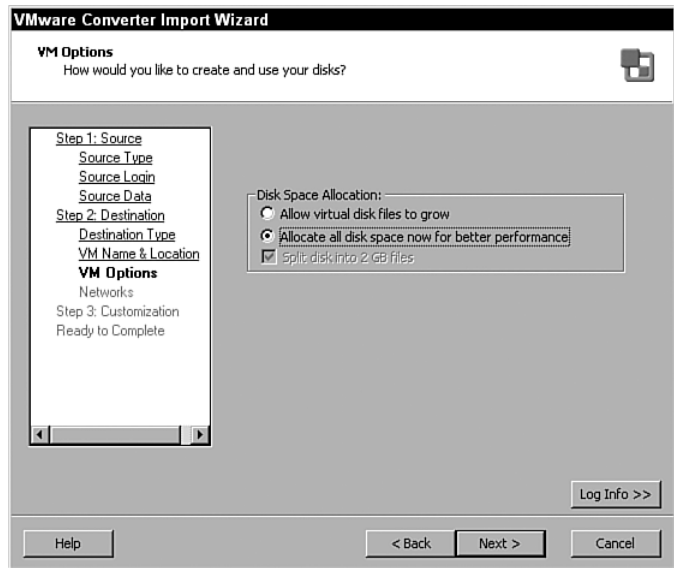 VMware Converter Import Wizard
VM Options
How would you like to create and use your disks?
Step 1: Source
Source Type
Source Login
Source Data
Step 2: Destination
Destination Type
VM Name & Location
VM Options
Networks
Step 3: Customization
Ready to Complete
Disk Space Allocation:
Allow virtual disk files to grow
Allocate all disk space now for better performance
Split disk into 2 GB files
Log Info >>
Help
< Back
Next >
Cancel